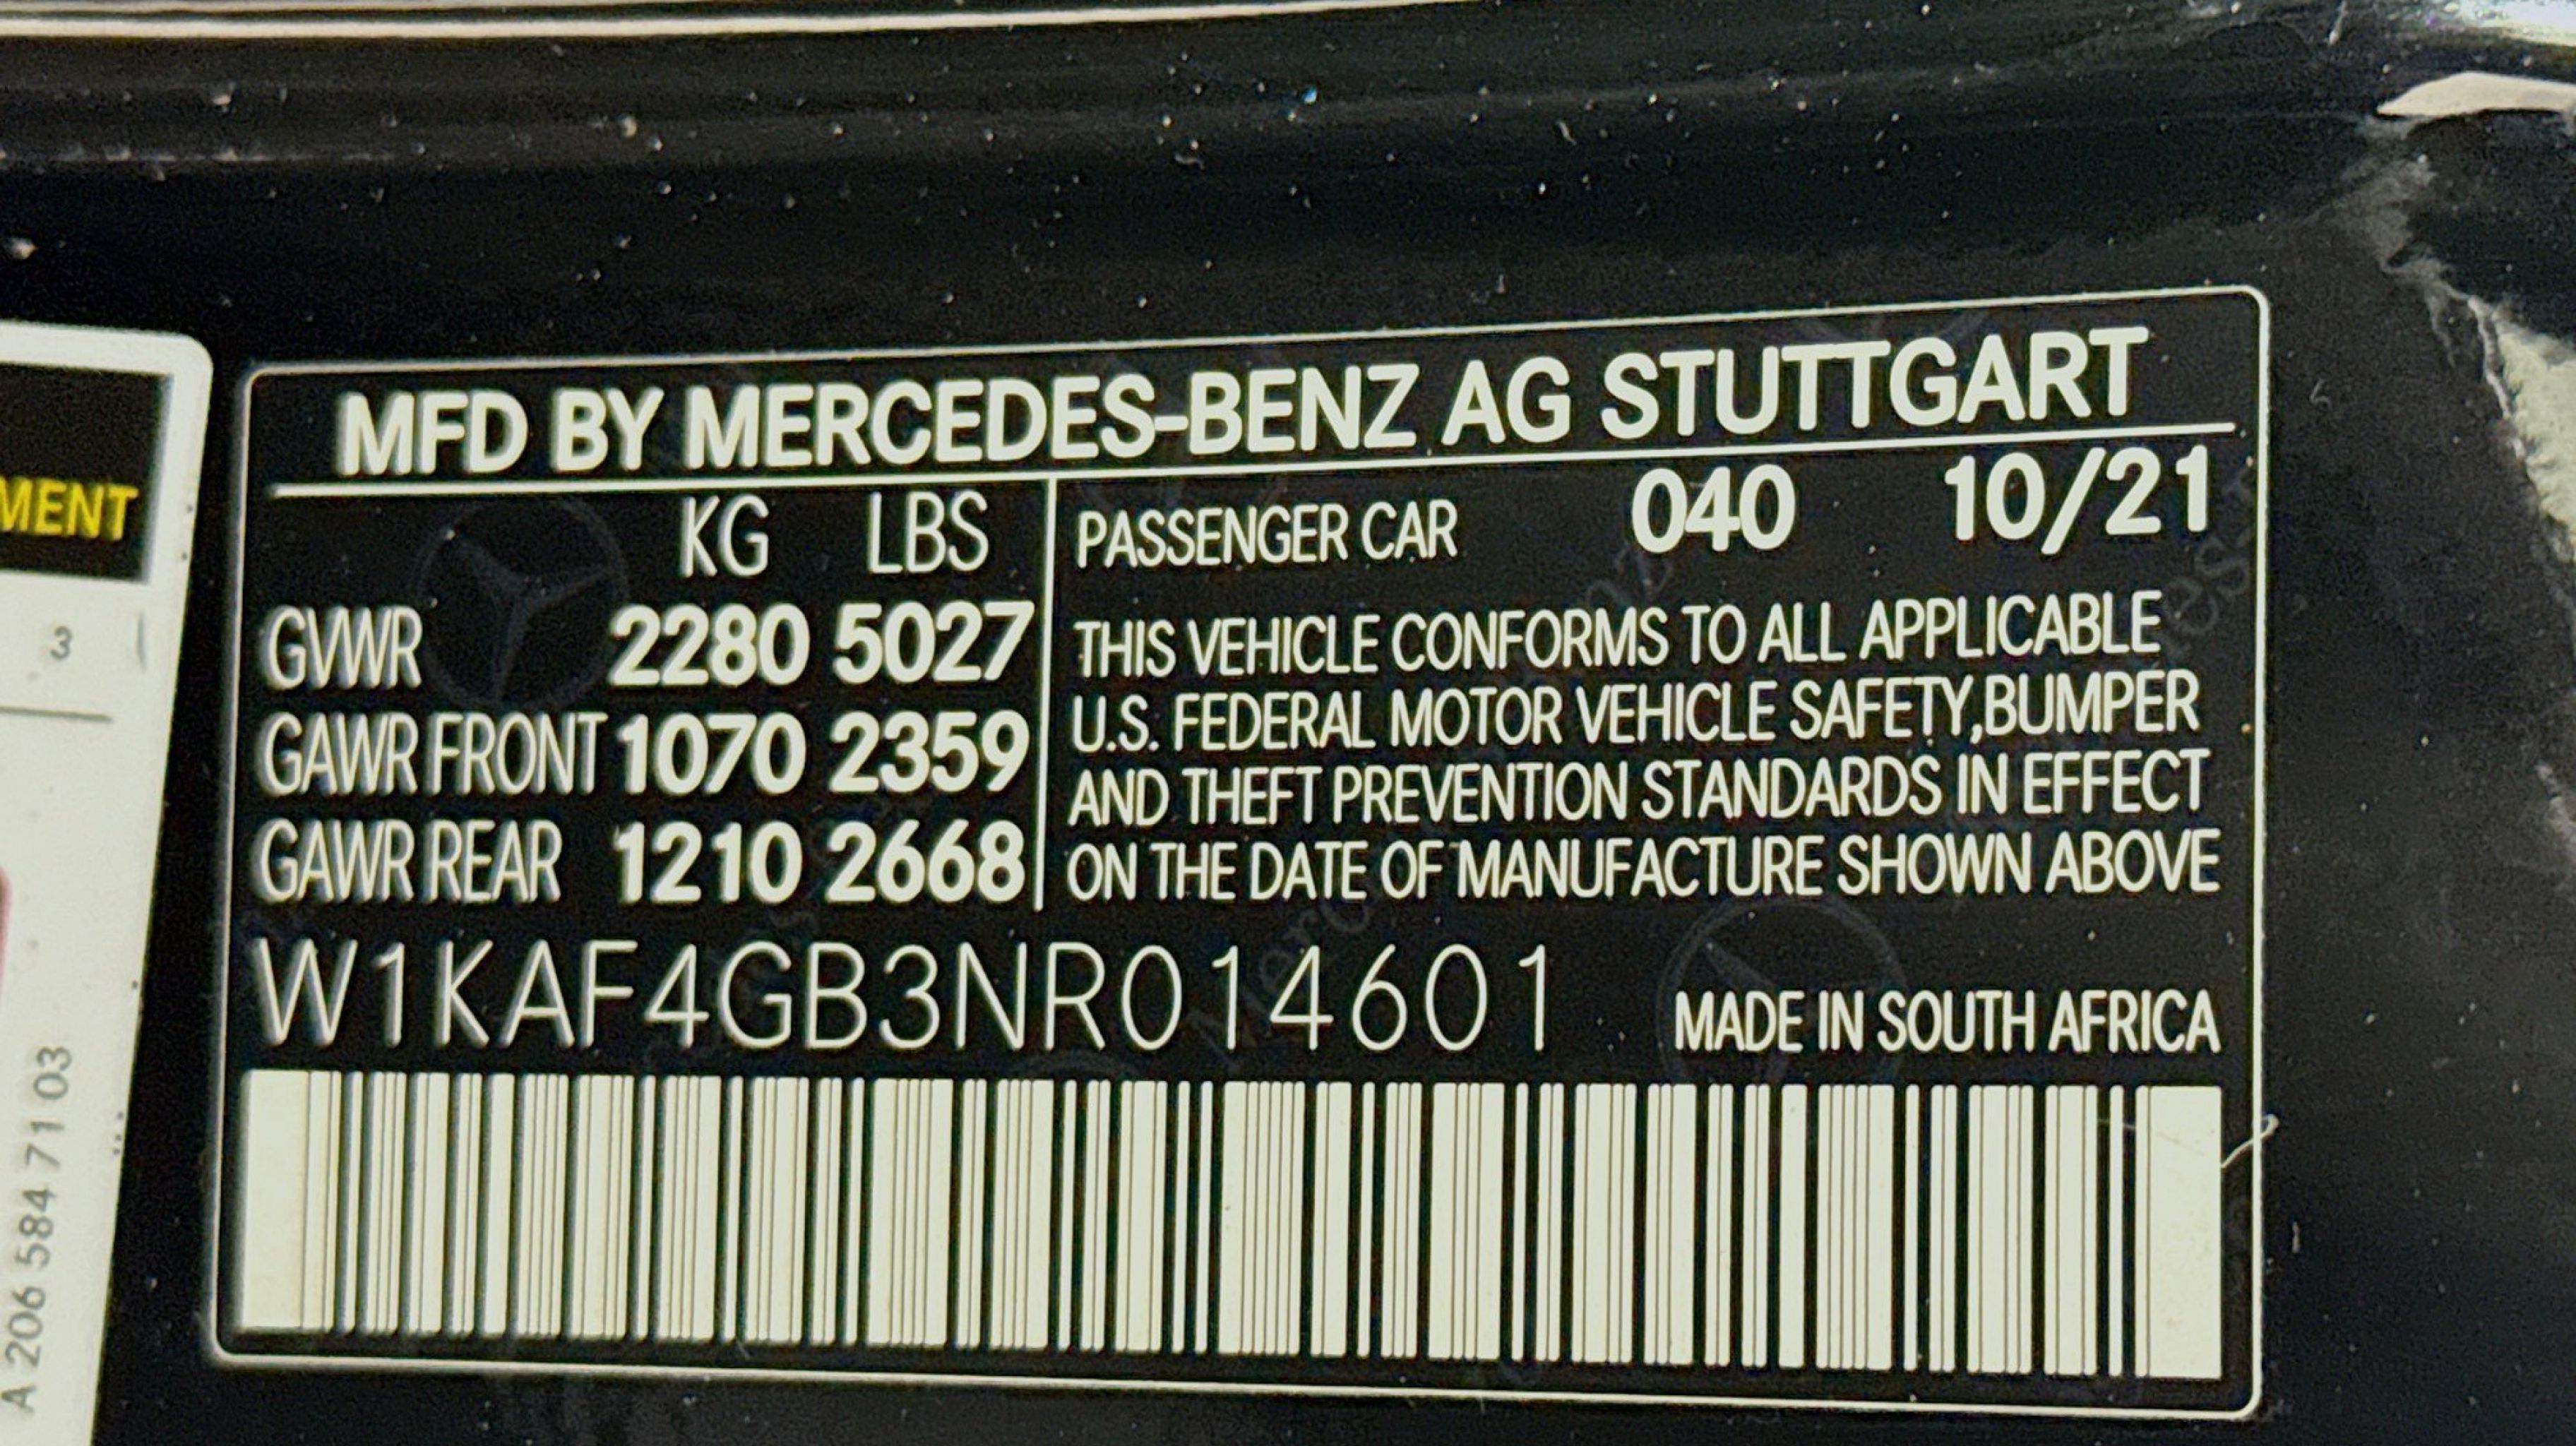 MENT
3
A 206 584 71 03
MFD BY MERCEDES-BENZ AG STUTTGART
KG LBS
GVWR 2280 5027
GAWR FRONT 1070 2359
GAWR REAR 1210 2668
PASSENGER CAR 040 10/21
THIS VEHICLE CONFORMS TO ALL APPLICABLE
U.S. FEDERAL MOTOR VEHICLE SAFETY,BUMPER
AND THEFT PREVENTION STANDARDS IN EFFECT
ON THE DATE OF MANUFACTURE SHOWN ABOVE
W1KAF4GB3NR014601
MADE IN SOUTH AFRICA